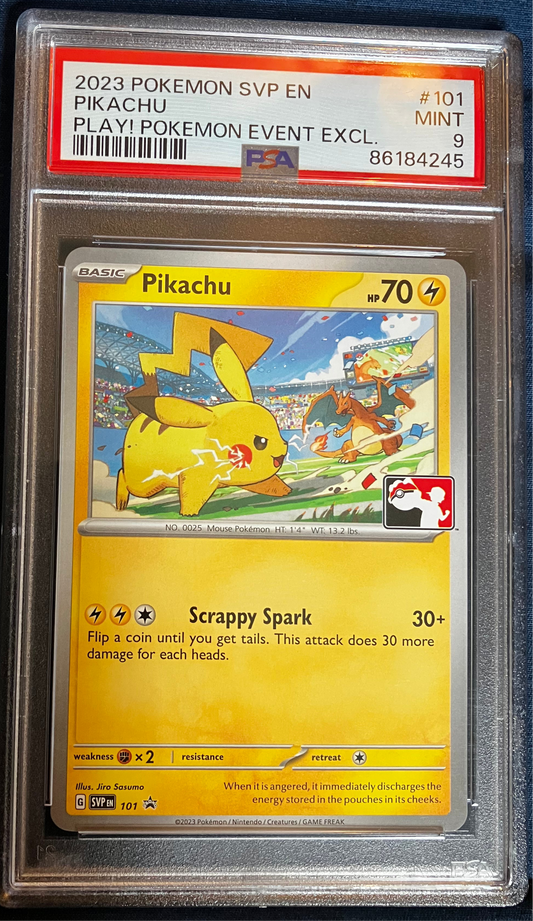 2023 POKEMON SVP EN #101
PIKACHU MINT
PLAY! POKEMON EVENT EXCL. 9
PSA 86184245
BASIC Pikachu HP 70
NO. 0025 Mouse Pokémon HT: 1'4" WT: 13.2 lbs.
Scrappy Spark 30+
Flip a coin until you get tails. This attack does 30 more
damage for each heads.
weakness ×2 resistance retreat
Illus. Jiro Sasumo
When it is angered, it immediately discharges the
energy stored in the pouches in its cheeks.
G SVP EN 101
©2023 Pokémon / Nintendo / Creatures / GAME FREAK